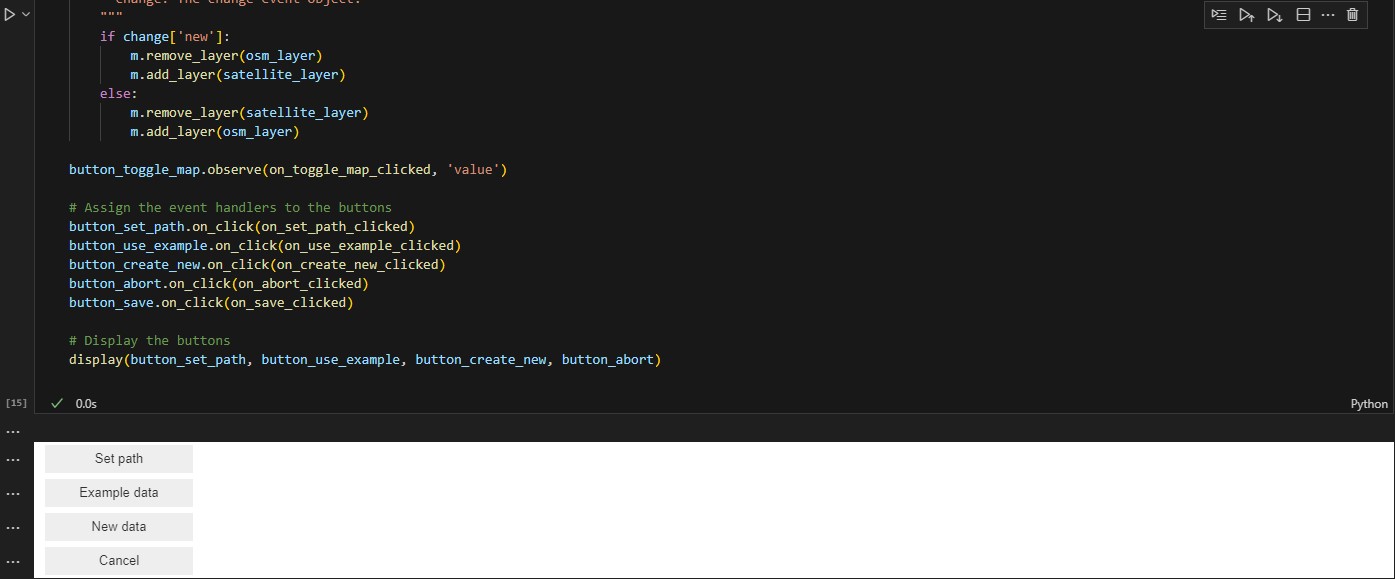 change: The change event object.
"""
if change['new']:
m.remove_layer(osm_layer)
m.add_layer(satellite_layer)
else:
m.remove_layer(satellite_layer)
m.add_layer(osm_layer)
button_toggle_map.observe(on_toggle_map_clicked, 'value')
# Assign the event handlers to the buttons
button_set_path.on_click(on_set_path_clicked)
button_use_example.on_click(on_use_example_clicked)
button_create_new.on_click(on_create_new_clicked)
button_abort.on_click(on_abort_clicked)
button_save.on_click(on_save_clicked)
# Display the buttons
display(button_set_path, button_use_example, button_create_new, button_abort)
[15] 0.0s Python
Set path
Example data
New data
Cancel